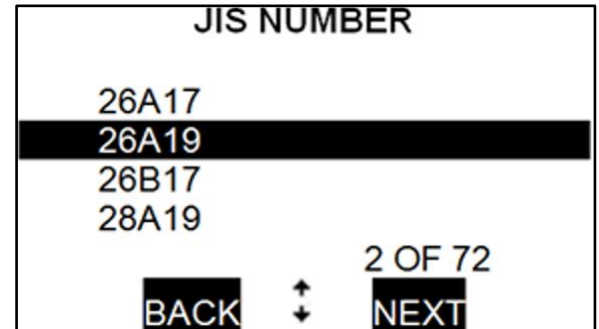 JIS NUMBER
26A17
26A19
26B17
28A19
2 OF 72
BACK NEXT